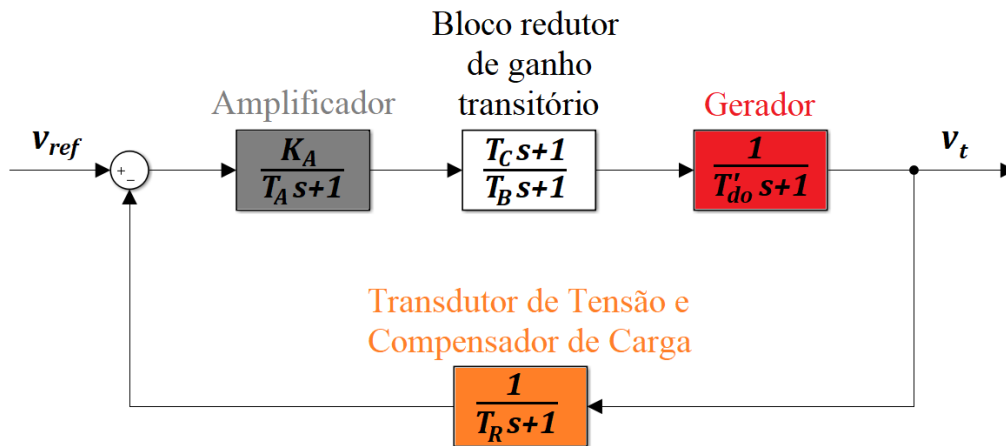 Bloco redutor
de ganho
transitório
Amplificador
Gerador
v_ref
+
−
K_A
T_A s+1
T_C s+1
T_B s+1
1
T'_do s+1
v_t
Transdutor de Tensão e
Compensador de Carga
1
T_R s+1